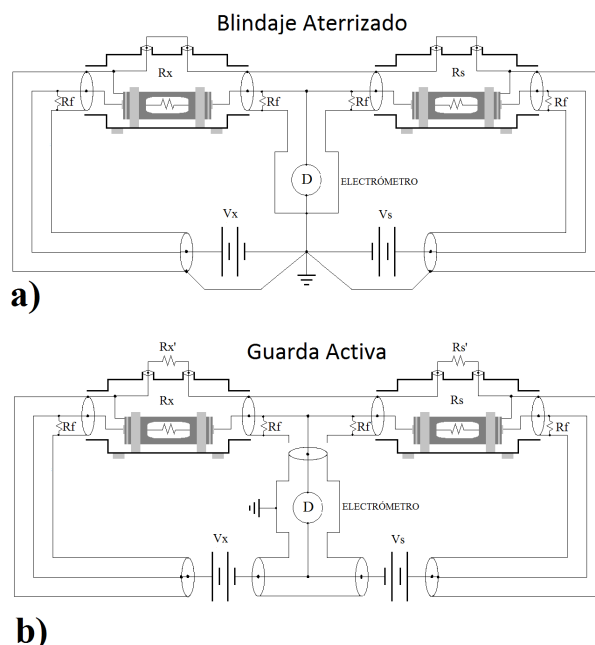 Blindaje Aterrizado
Rx
Rs
Rf
Rf
Rf
Rf
D
ELECTRÓMETRO
Vx
Vs
a)
Rx'
Guarda Activa
Rs'
Rx
Rs
Rf
Rf
Rf
Rf
D
ELECTRÓMETRO
Vx
Vs
b)